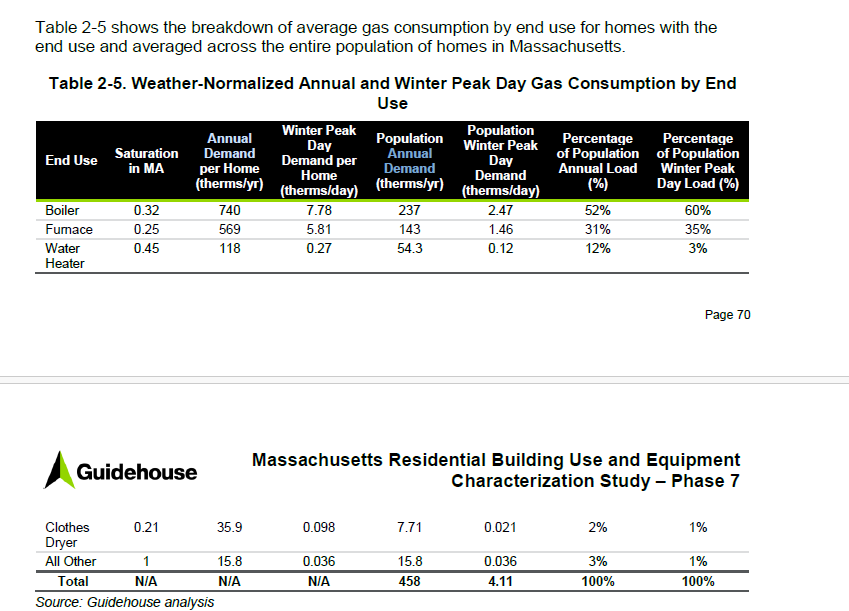 Table 2-5 shows the breakdown of average gas consumption by end use for homes with the
end use and averaged across the entire population of homes in Massachusetts.
Table 2-5. Weather-Normalized Annual and Winter Peak Day Gas Consumption by End
Use
End Use | Saturation in MA | Annual Demand per Home (therms/yr) | Winter Peak Day Demand per Home (therms/day) | Population Annual Demand (therms/yr) | Population Winter Peak Day Demand (therms/day) | Percentage of Population Annual Load (%) | Percentage of Population Winter Peak Day Load (%)
Boiler 0.32 740 7.78 237 2.47 52% 60%
Furnace 0.25 569 5.81 143 1.46 31% 35%
Water Heater 0.45 118 0.27 54.3 0.12 12% 3%
Page 70
Guidehouse
Massachusetts Residential Building Use and Equipment
Characterization Study – Phase 7
Clothes Dryer 0.21 35.9 0.098 7.71 0.021 2% 1%
All Other 1 15.8 0.036 15.8 0.036 3% 1%
Total N/A N/A N/A 458 4.11 100% 100%
Source: Guidehouse analysis